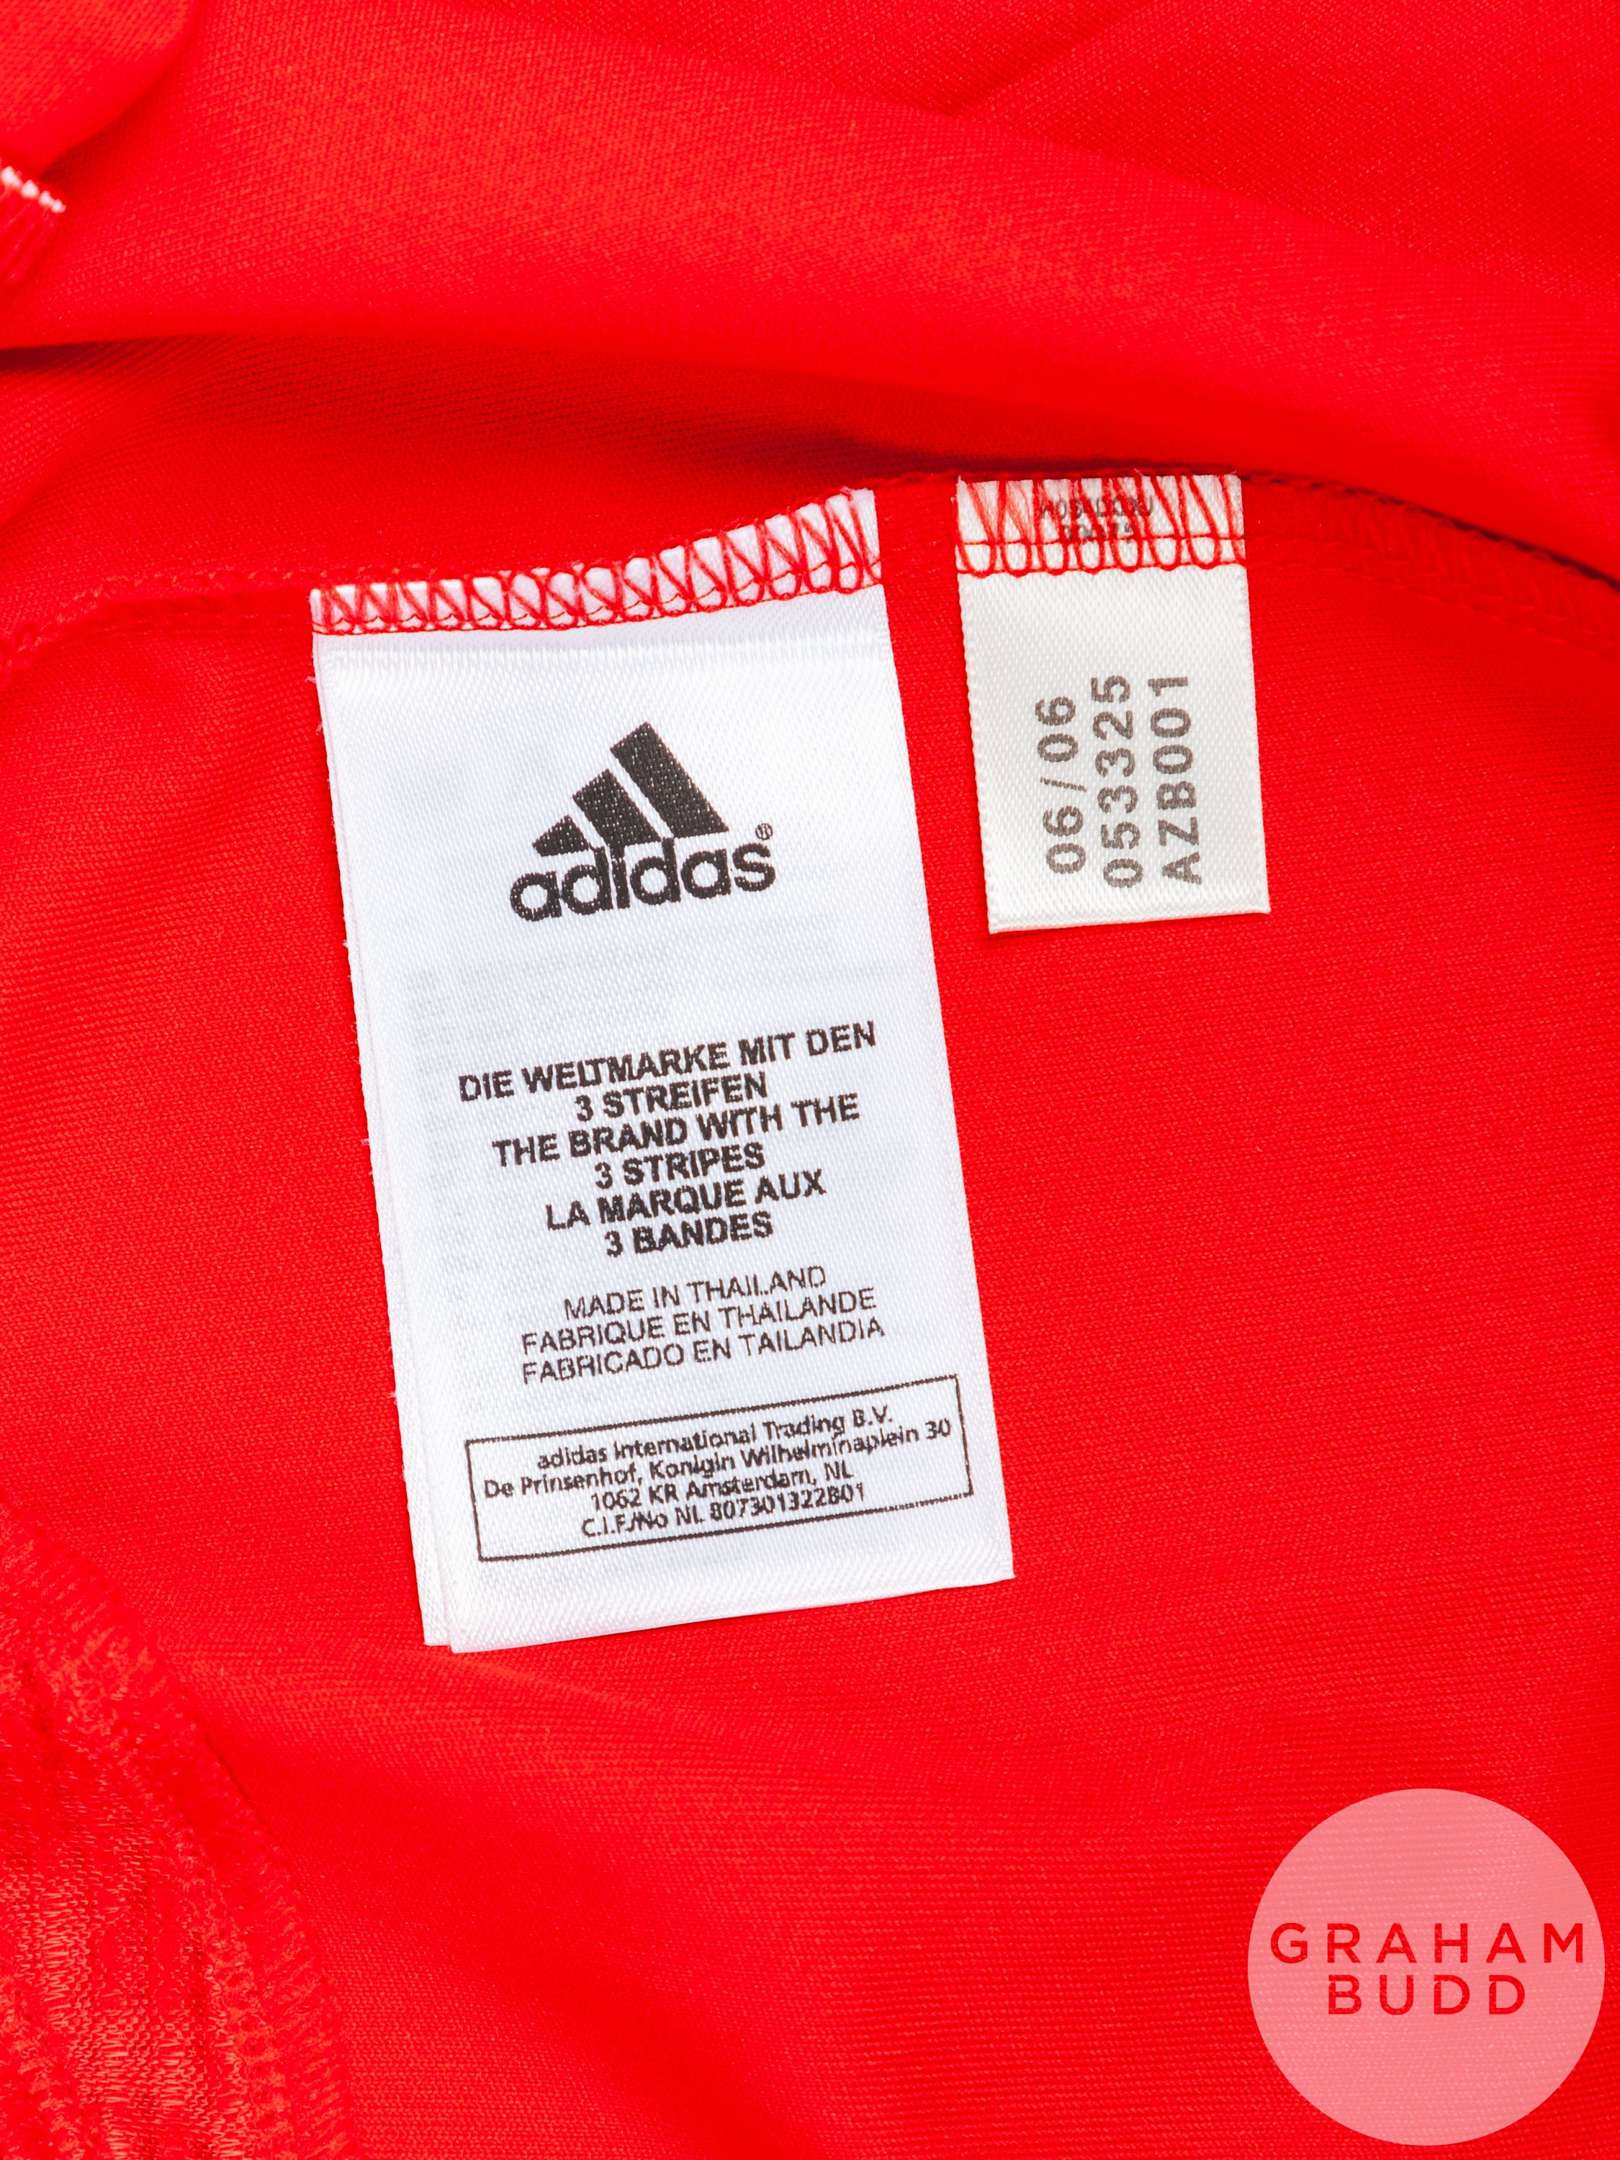 adidas®
DIE WELTMARKE MIT DEN
3 STREIFEN
THE BRAND WITH THE
3 STRIPES
LA MARQUE AUX
3 BANDES
MADE IN THAILAND
FABRIQUE EN THAILANDE
FABRICADO EN TAILANDIA
adidas International Trading B.V.
De Prinsenhof, Konigin Wilhelminaplein 30
1062 KR Amsterdam, NL
C.I.F./No NL 807301322B01
06/06
053325
AZB001
GRAHAM
BUDD